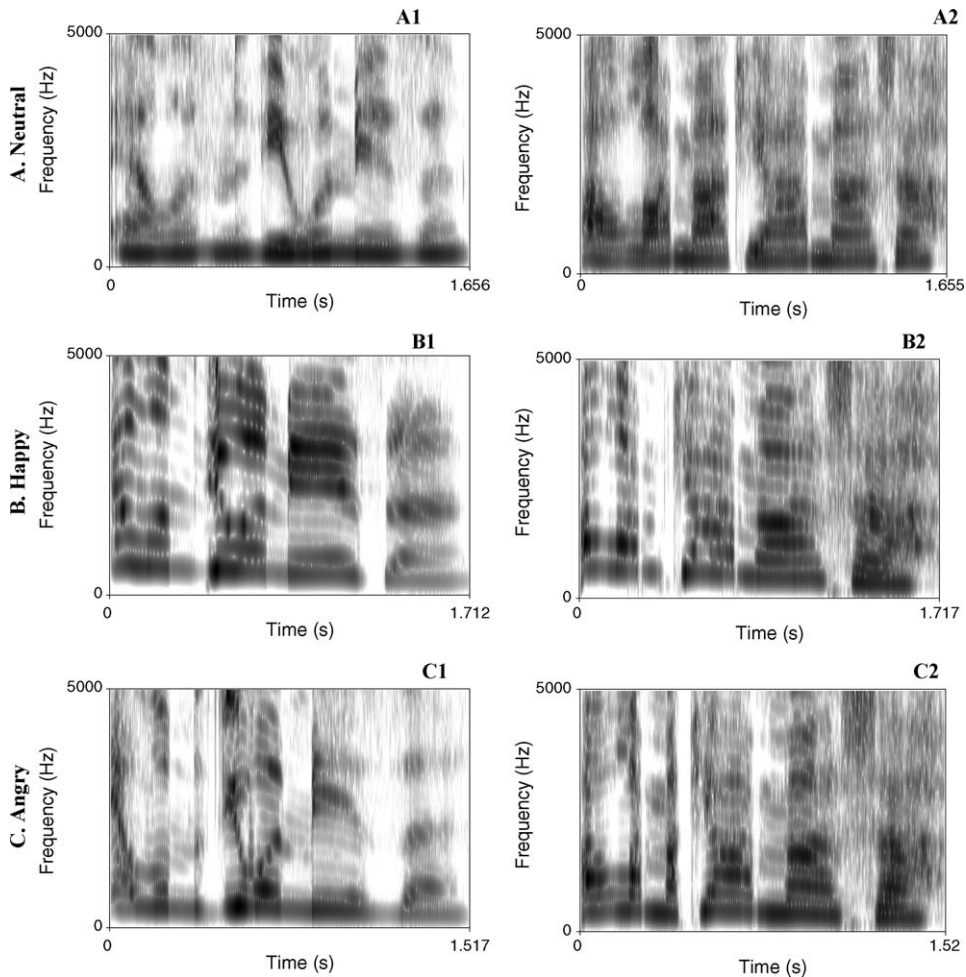 A1
5000
Frequency (Hz)
0
0
1.656
Time (s)
A. Neutral
A2
5000
Frequency (Hz)
0
0
1.655
Time (s)
B1
5000
Frequency (Hz)
0
0
1.712
Time (s)
B. Happy
B2
5000
Frequency (Hz)
0
0
1.717
Time (s)
C1
5000
Frequency (Hz)
0
0
1.517
Time (s)
C. Angry
C2
5000
Frequency (Hz)
0
0
1.52
Time (s)